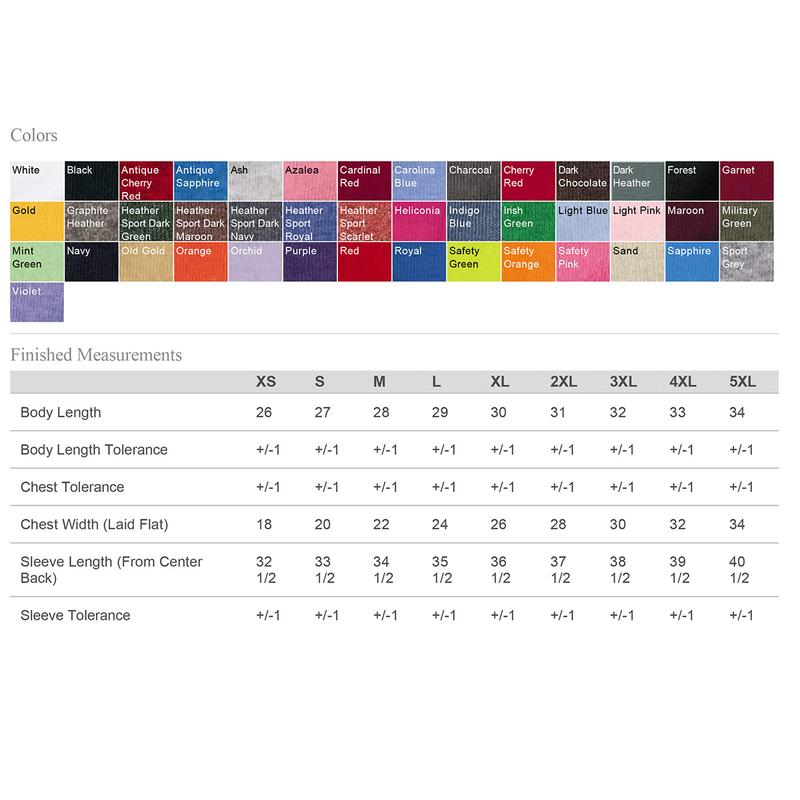 Colors
White Black Antique Cherry Red Antique Sapphire Ash Azalea Cardinal Red Carolina Blue Charcoal Cherry Red Dark Chocolate Dark Heather Forest Garnet
Gold Graphite Heather Heather Sport Dark Green Heather Sport Dark Maroon Heather Sport Dark Navy Heather Sport Royal Heather Sport Scarlet Heliconia Indigo Blue Irish Green Light Blue Light Pink Maroon Military Green
Mint Green Navy Old Gold Orange Orchid Purple Red Royal Safety Green Safety Orange Safety Pink Sand Sapphire Sport Grey
Violet
Finished Measurements
XS S M L XL 2XL 3XL 4XL 5XL
Body Length 26 27 28 29 30 31 32 33 34
Body Length Tolerance +/-1 +/-1 +/-1 +/-1 +/-1 +/-1 +/-1 +/-1 +/-1
Chest Tolerance +/-1 +/-1 +/-1 +/-1 +/-1 +/-1 +/-1 +/-1 +/-1
Chest Width (Laid Flat) 18 20 22 24 26 28 30 32 34
Sleeve Length (From Center 32 33 34 35 36 37 38 39 40
Back) 1/2 1/2 1/2 1/2 1/2 1/2 1/2 1/2 1/2
Sleeve Tolerance +/-1 +/-1 +/-1 +/-1 +/-1 +/-1 +/-1 +/-1 +/-1